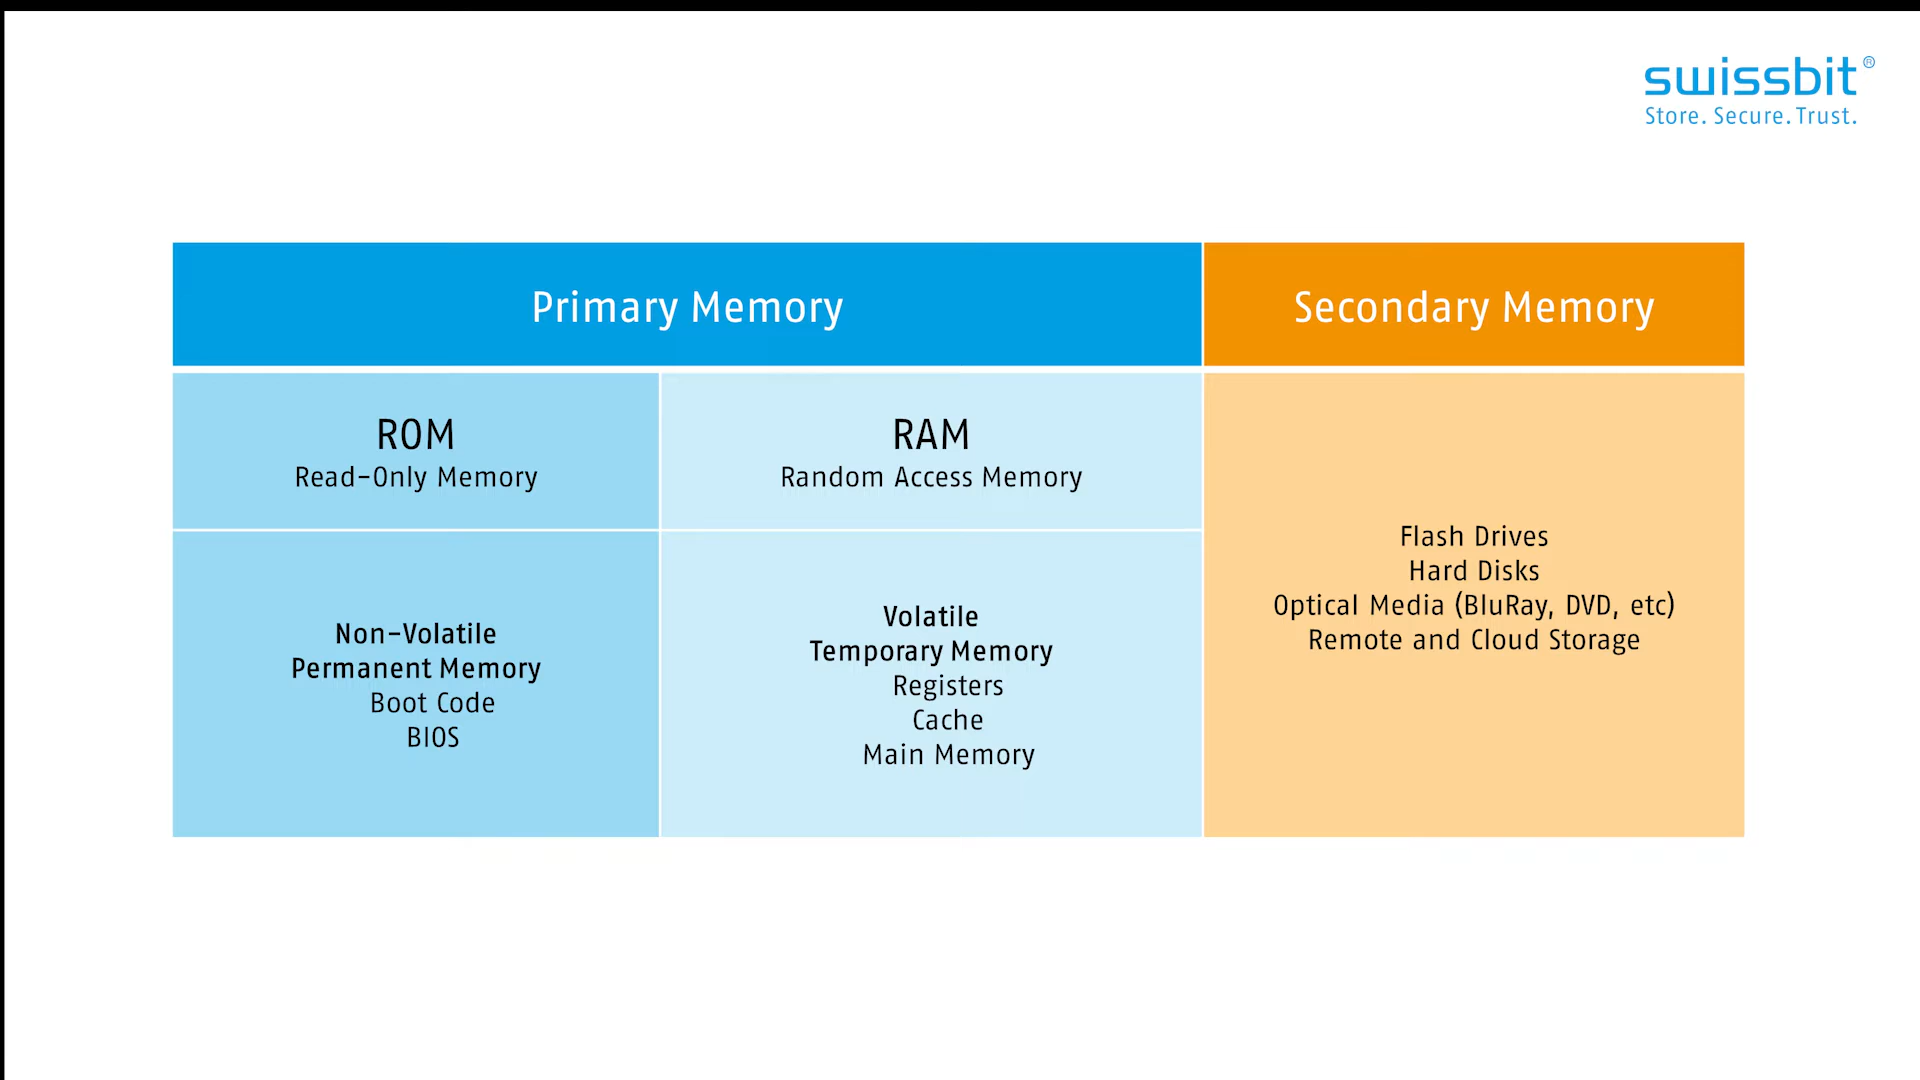 swissbit®
Store. Secure. Trust.
Primary Memory
Secondary Memory
ROM
Read-Only Memory
RAM
Random Access Memory
Non-Volatile
Permanent Memory
Boot Code
BIOS
Volatile
Temporary Memory
Registers
Cache
Main Memory
Flash Drives
Hard Disks
Optical Media (BluRay, DVD, etc)
Remote and Cloud Storage